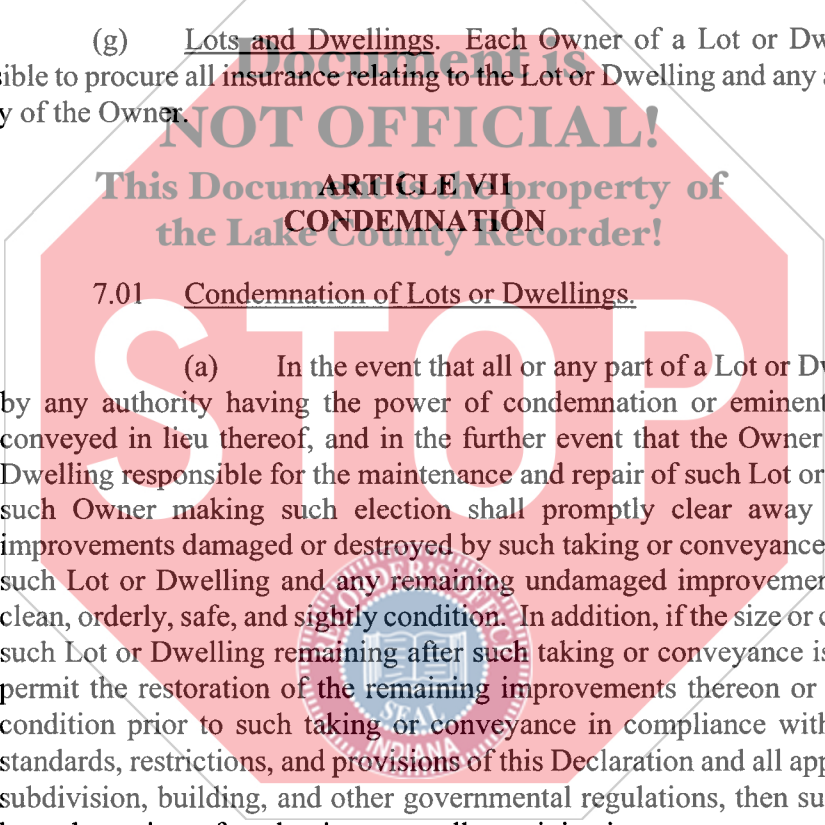 (g) Lots and Dwellings. Each Owner of a Lot or Dw
sible to procure all insurance relating to the Lot or Dwelling and any a
y of the Owner.
Document is
NOT OFFICIAL!
This Document is the property of
the Lake County Recorder!
ARTICLE VII
CONDEMNATION
7.01 Condemnation of Lots or Dwellings.
STOP
(a) In the event that all or any part of a Lot or Dw
by any authority having the power of condemnation or eminent
conveyed in lieu thereof, and in the further event that the Owner
Dwelling responsible for the maintenance and repair of such Lot or
such Owner making such election shall promptly clear away
improvements damaged or destroyed by such taking or conveyance
such Lot or Dwelling and any remaining undamaged improvemen
clean, orderly, safe, and sightly condition. In addition, if the size or c
such Lot or Dwelling remaining after such taking or conveyance is
permit the restoration of the remaining improvements thereon or
condition prior to such taking or conveyance in compliance with
standards, restrictions, and provisions of this Declaration and all app
subdivision, building, and other governmental regulations, then su
SEAL
INDIANA